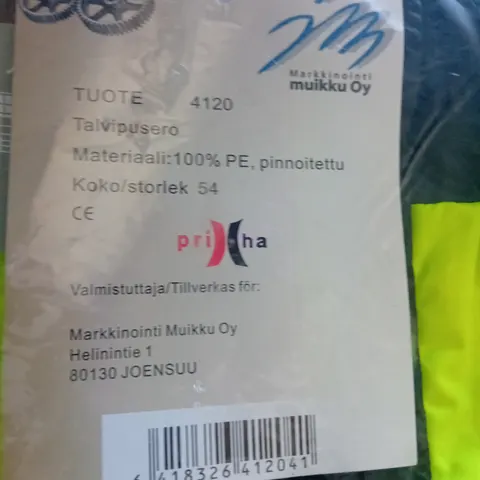 Markkinointi
muikku Oy
TUOTE 4120
Talvipusero
Materiaali:100% PE, pinnoitettu
Koko/storlek 54
CE
pri ha
Valmistuttaja/Tillverkas för:
Markkinointi Muikku Oy
Helinintie 1
80130 JOENSUU
6 418326 412041